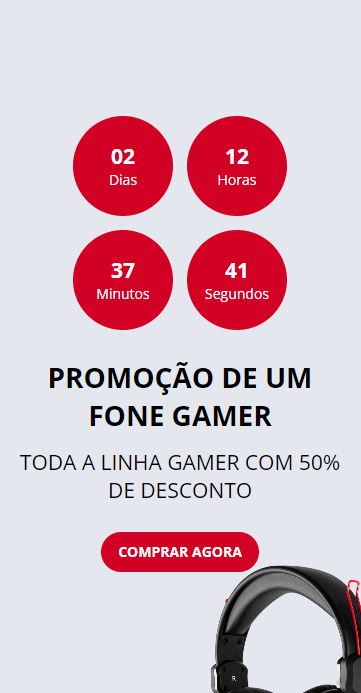 02
Dias
12
Horas
37
Minutos
41
Segundos
PROMOÇÃO DE UM
FONE GAMER
TODA A LINHA GAMER COM 50%
DE DESCONTO
COMPRAR AGORA
R